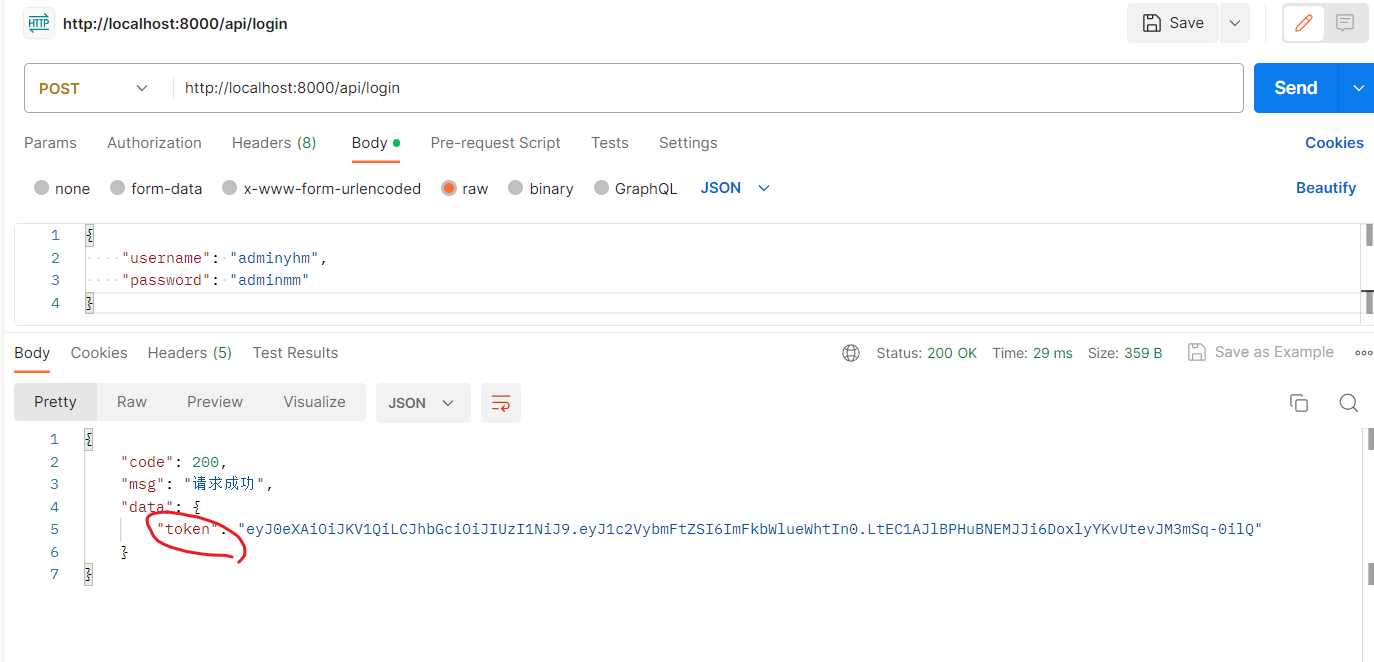 HTTP http://localhost:8000/api/login Save
POST http://localhost:8000/api/login Send
Params Authorization Headers (8) Body Pre-request Script Tests Settings Cookies
none form-data x-www-form-urlencoded raw binary GraphQL JSON Beautify
1 {
2 "username": "adminyhm",
3 "password": "adminmm"
4 }
Body Cookies Headers (5) Test Results Status: 200 OK Time: 29 ms Size: 359 B Save as Example
Pretty Raw Preview Visualize JSON
1 {
2 "code": 200,
3 "msg": "请求成功",
4 "data": {
5 "token": "eyJ0eXAiOiJKV1QiLCJhbGciOiJIUzI1NiJ9.eyJ1c2VybmFtZSI6ImFkbWlueWhtIn0.LtEC1AJlBPHuBNEMJJi6DoxlyYKvUtevJM3mSq-0ilQ"
6 }
7 }